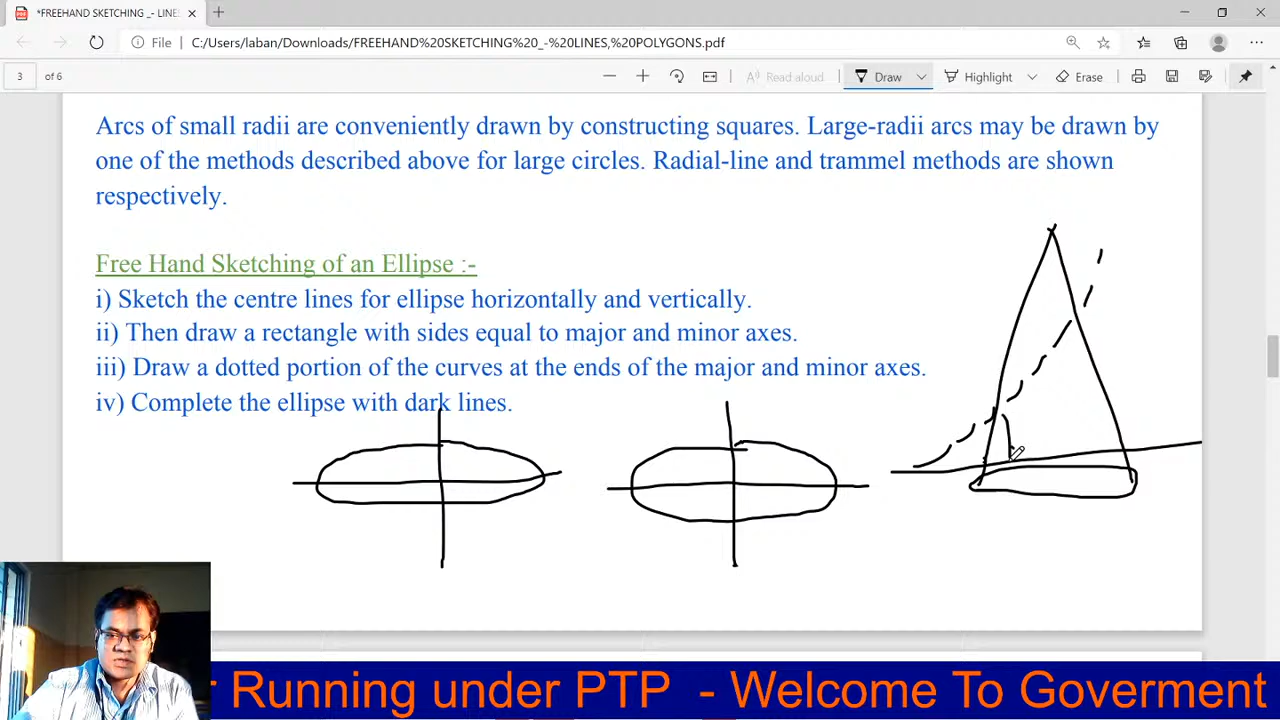 *FREEHAND SKETCHING _- LINE
File C:/Users/laban/Downloads/FREEHAND%20SKETCHING%20_-%20LINES,%20POLYGONS.pdf
3 of 6 Read aloud Draw Highlight Erase
Arcs of small radii are conveniently drawn by constructing squares. Large-radii arcs may be drawn by
one of the methods described above for large circles. Radial-line and trammel methods are shown
respectively.
Free Hand Sketching of an Ellipse :-
i) Sketch the centre lines for ellipse horizontally and vertically.
ii) Then draw a rectangle with sides equal to major and minor axes.
iii) Draw a dotted portion of the curves at the ends of the major and minor axes.
iv) Complete the ellipse with dark lines.
r Running under PTP - Welcome To Goverment